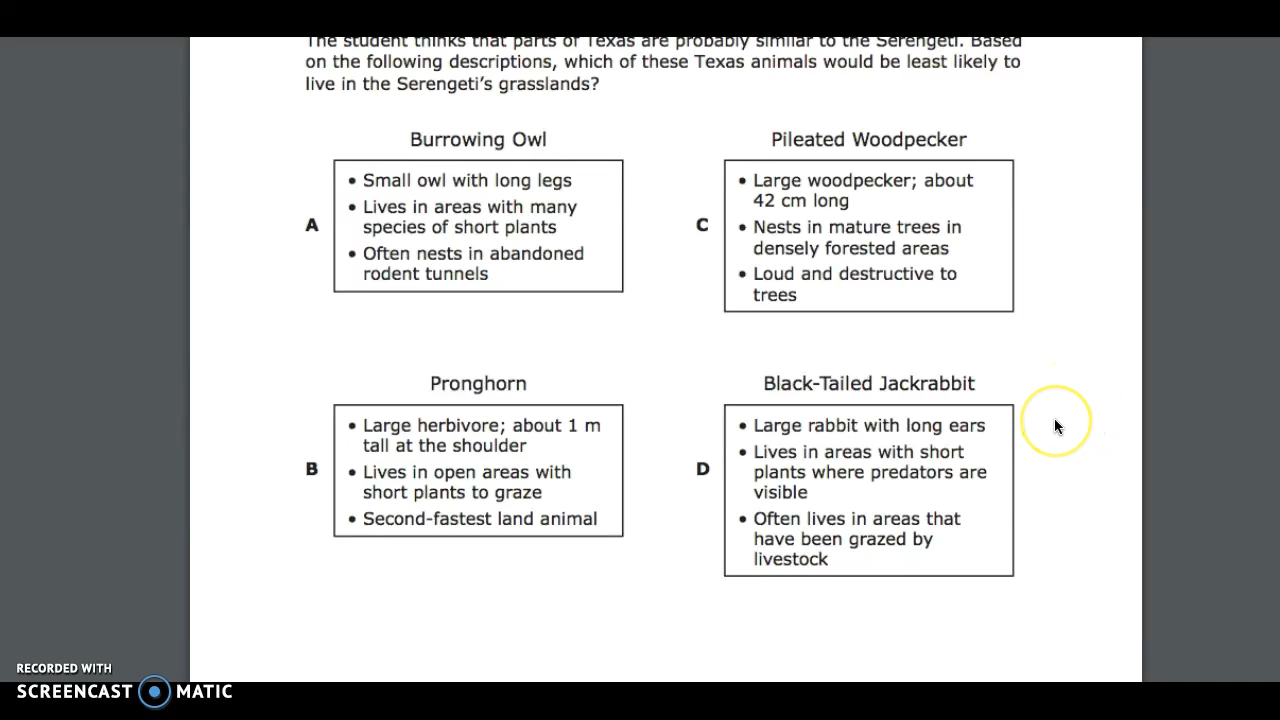 The student thinks that parts of Texas are probably similar to the Serengeti. Based
on the following descriptions, which of these Texas animals would be least likely to
live in the Serengeti's grasslands?
Burrowing Owl
A
• Small owl with long legs
• Lives in areas with many
species of short plants
• Often nests in abandoned
rodent tunnels
Pronghorn
B
• Large herbivore; about 1 m
tall at the shoulder
• Lives in open areas with
short plants to graze
• Second-fastest land animal
Pileated Woodpecker
C
• Large woodpecker; about
42 cm long
• Nests in mature trees in
densely forested areas
• Loud and destructive to
trees
Black-Tailed Jackrabbit
D
• Large rabbit with long ears
• Lives in areas with short
plants where predators are
visible
• Often lives in areas that
have been grazed by
livestock
RECORDED WITH
SCREENCAST MATIC